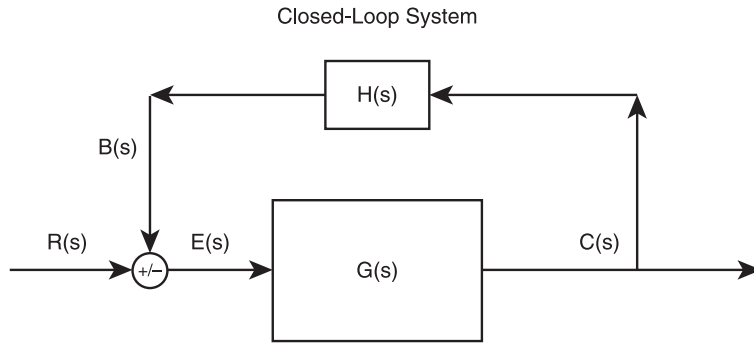 Closed-Loop System
H(s)
B(s)
R(s)
E(s)
C(s)
+/−
G(s)